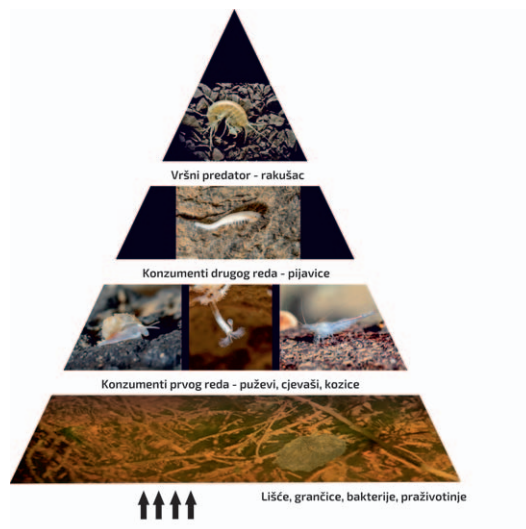 Vršni predator - rakušac
Konzumenti drugog reda - pijavice
Konzumenti prvog reda - puževi, cjevaši, kozice
Lišće, grančice, bakterije, praživotinje